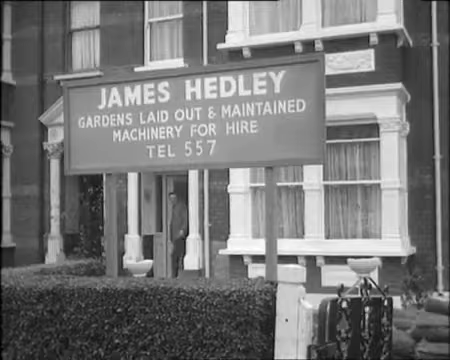 JAMES HEDLEY
GARDENS LAID OUT & MAINTAINED
MACHINERY FOR HIRE
TEL 557